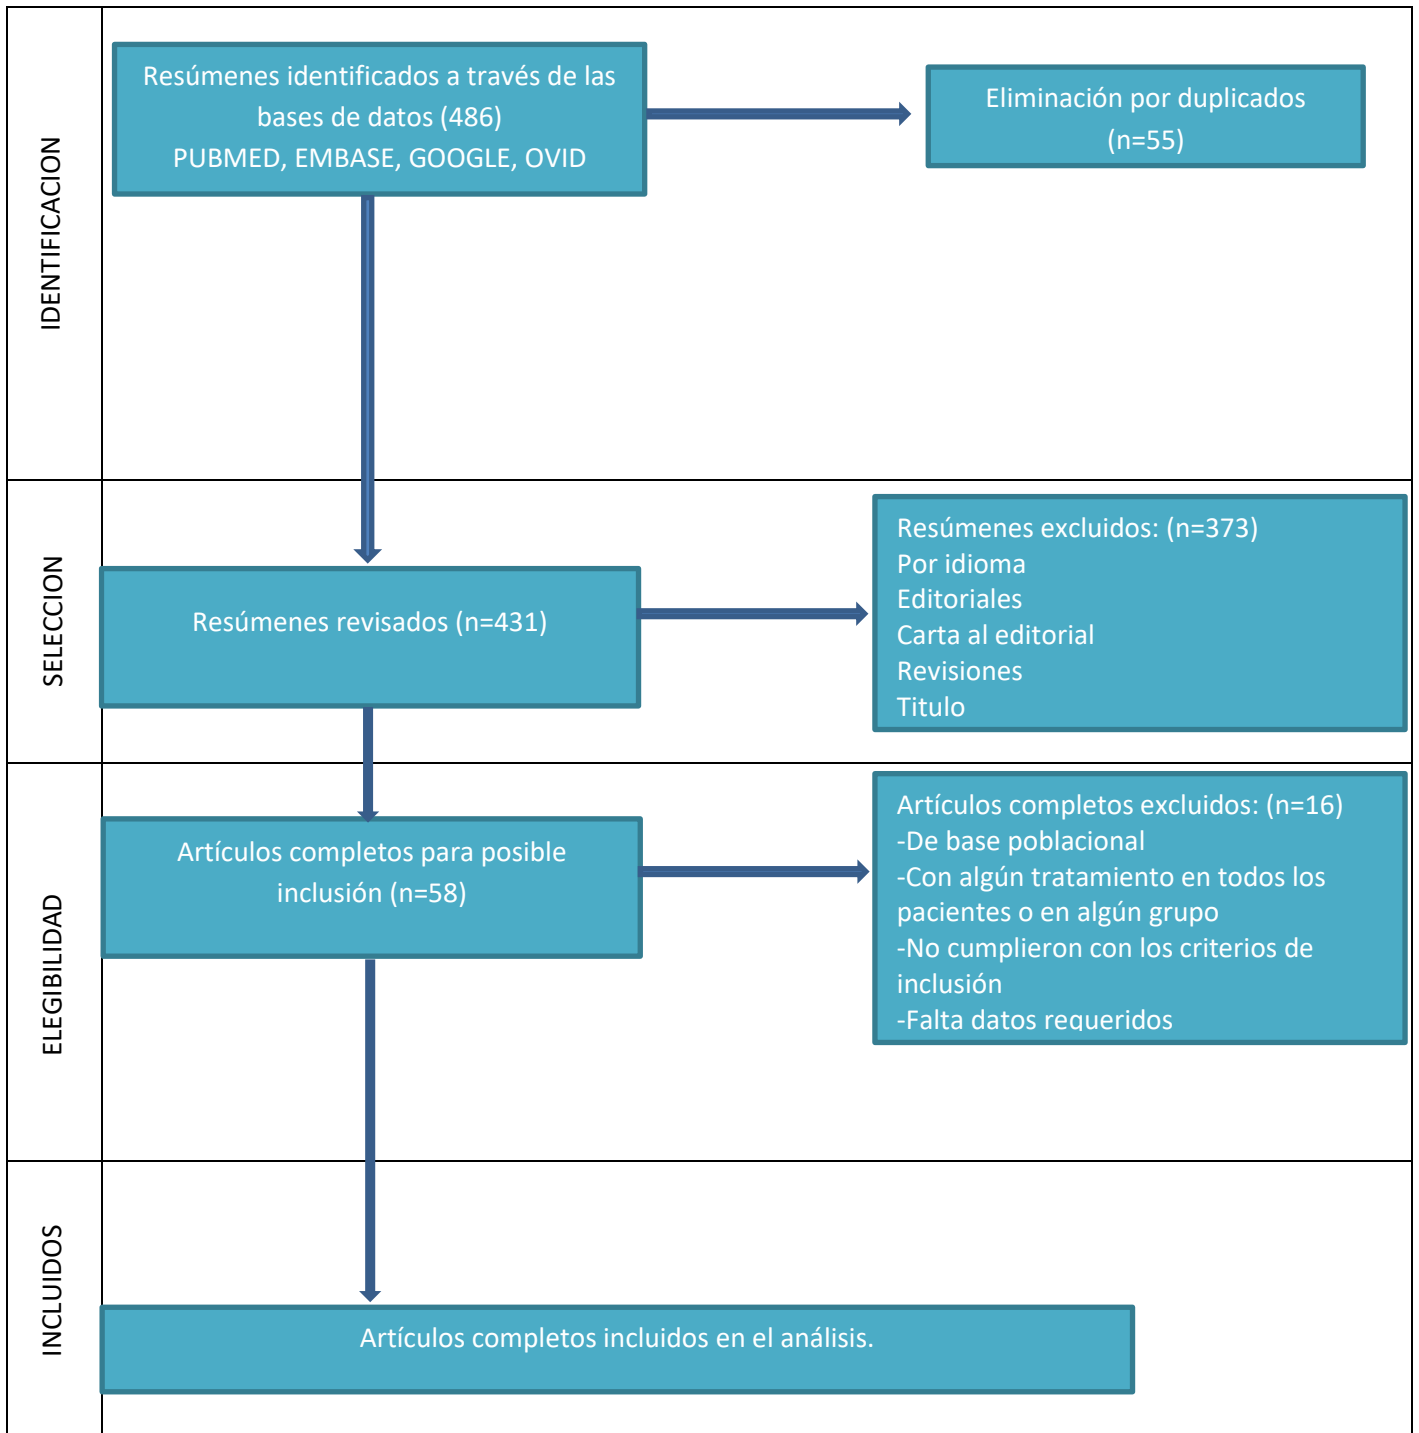 IDENTIFICACION
Resúmenes identificados a través de las
bases de datos (486)
PUBMED, EMBASE, GOOGLE, OVID
Eliminación por duplicados
(n=55)
SELECCION
Resúmenes revisados (n=431)
Resúmenes excluidos: (n=373)
Por idioma
Editoriales
Carta al editorial
Revisiones
Titulo
ELEGIBILIDAD
Artículos completos para posible
inclusión (n=58)
Artículos completos excluidos: (n=16)
-De base poblacional
-Con algún tratamiento en todos los
pacientes o en algún grupo
-No cumplieron con los criterios de
inclusión
-Falta datos requeridos
INCLUIDOS
Artículos completos incluidos en el análisis.